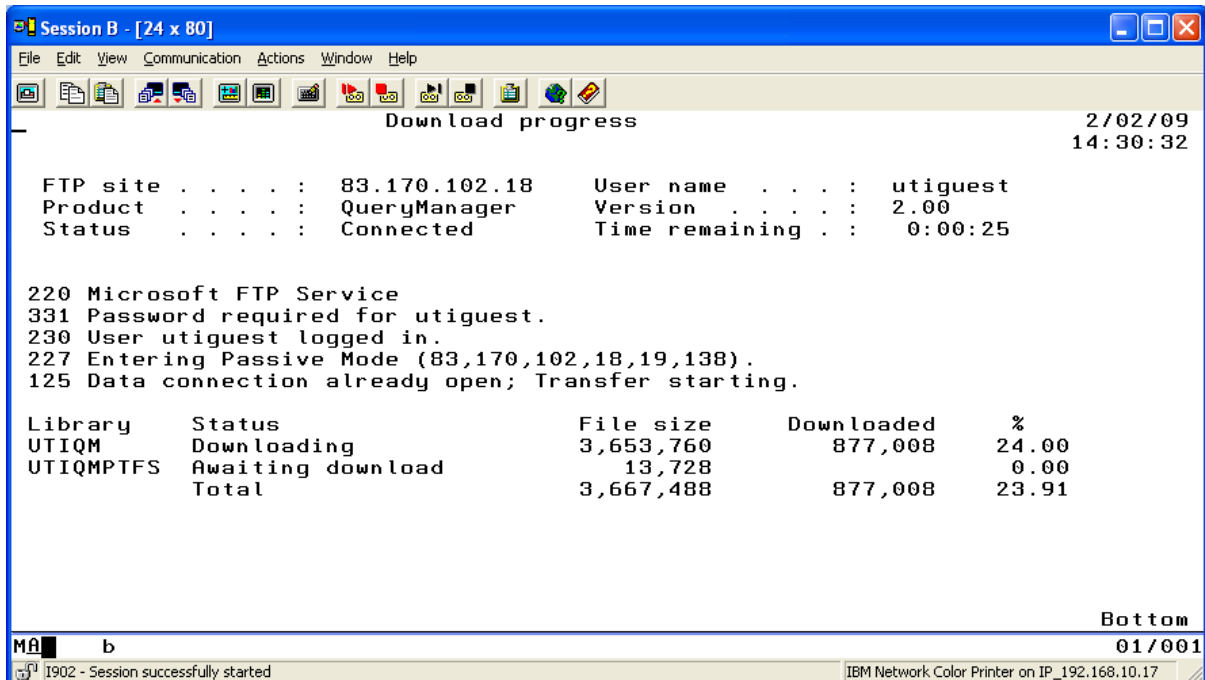 Session B - [24 x 80]
File Edit View Communication Actions Window Help
Download progress 2/02/09
14:30:32
FTP site . . . . : 83.170.102.18 User name . . . : utiguest
Product . . . . : QueryManager Version . . . . : 2.00
Status . . . . : Connected Time remaining . : 0:00:25
220 Microsoft FTP Service
331 Password required for utiguest.
230 User utiguest logged in.
227 Entering Passive Mode (83,170,102,18,19,138).
125 Data connection already open; Transfer starting.
Library Status File size Downloaded %
UTIQM Downloading 3,653,760 877,008 24.00
UTIQMPTFS Awaiting download 13,728 0.00
Total 3,667,488 877,008 23.91
Bottom
MA b 01/001
I902 - Session successfully started IBM Network Color Printer on IP_192.168.10.17